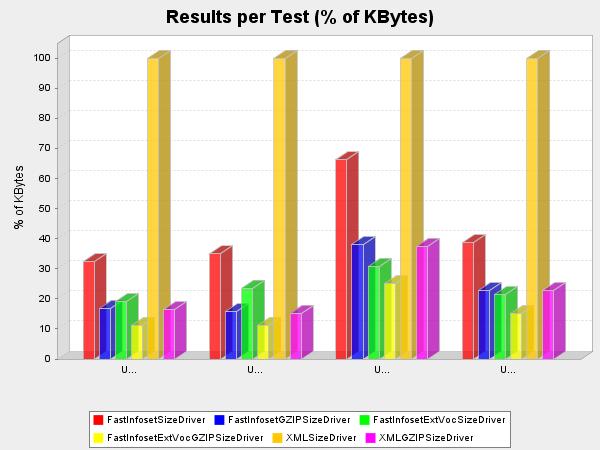 Results per Test (% of KBytes)
100
90
80
70
60
50
40
30
20
10
0
% of KBytes
U... U... U... U...
FastInfosetSizeDriver FastInfosetGZIPSizeDriver FastInfosetExtVocSizeDriver
FastInfosetExtVocGZIPSizeDriver XMLSizeDriver XMLGZIPSizeDriver